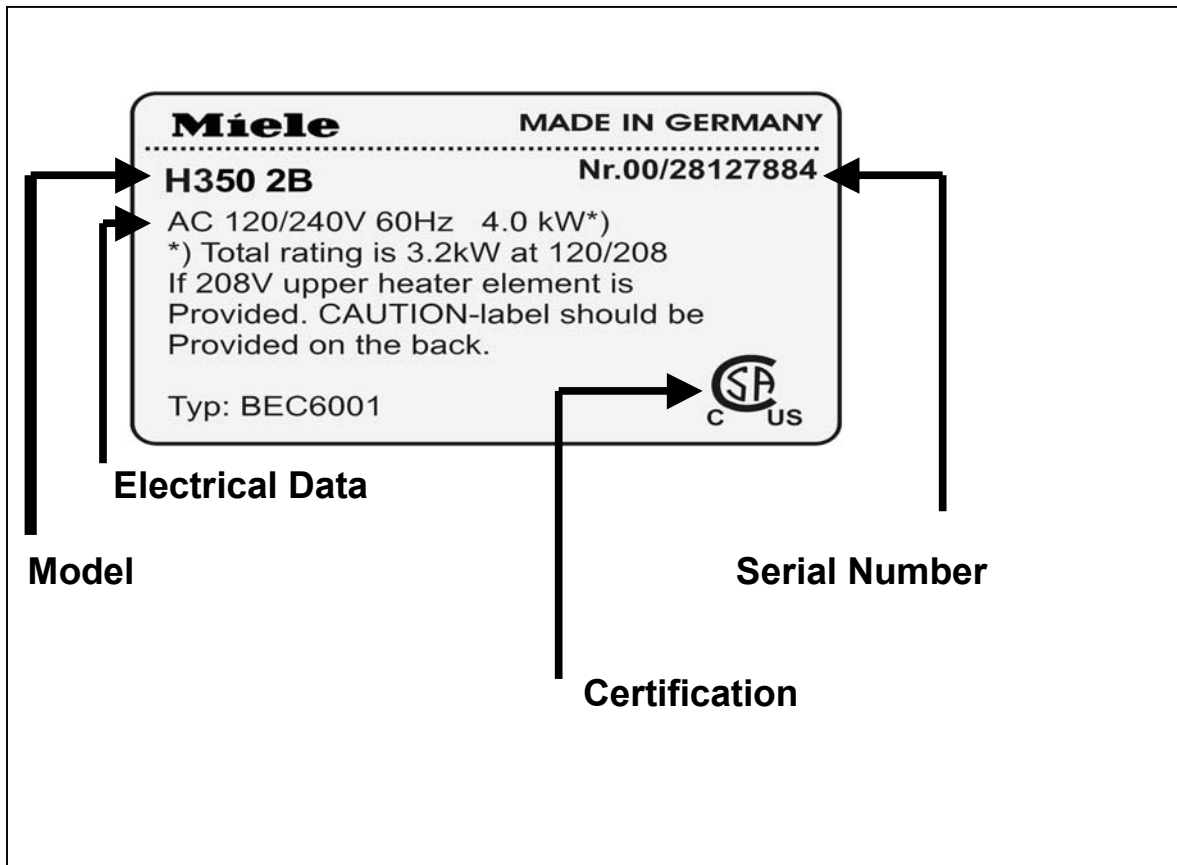 Miele MADE IN GERMANY
H350 2B Nr.00/28127884
AC 120/240V 60Hz 4.0 kW*)
*) Total rating is 3.2kW at 120/208
If 208V upper heater element is
Provided. CAUTION-label should be
Provided on the back.
Typ: BEC6001
CSA
C US
Electrical Data
Model
Serial Number
Certification